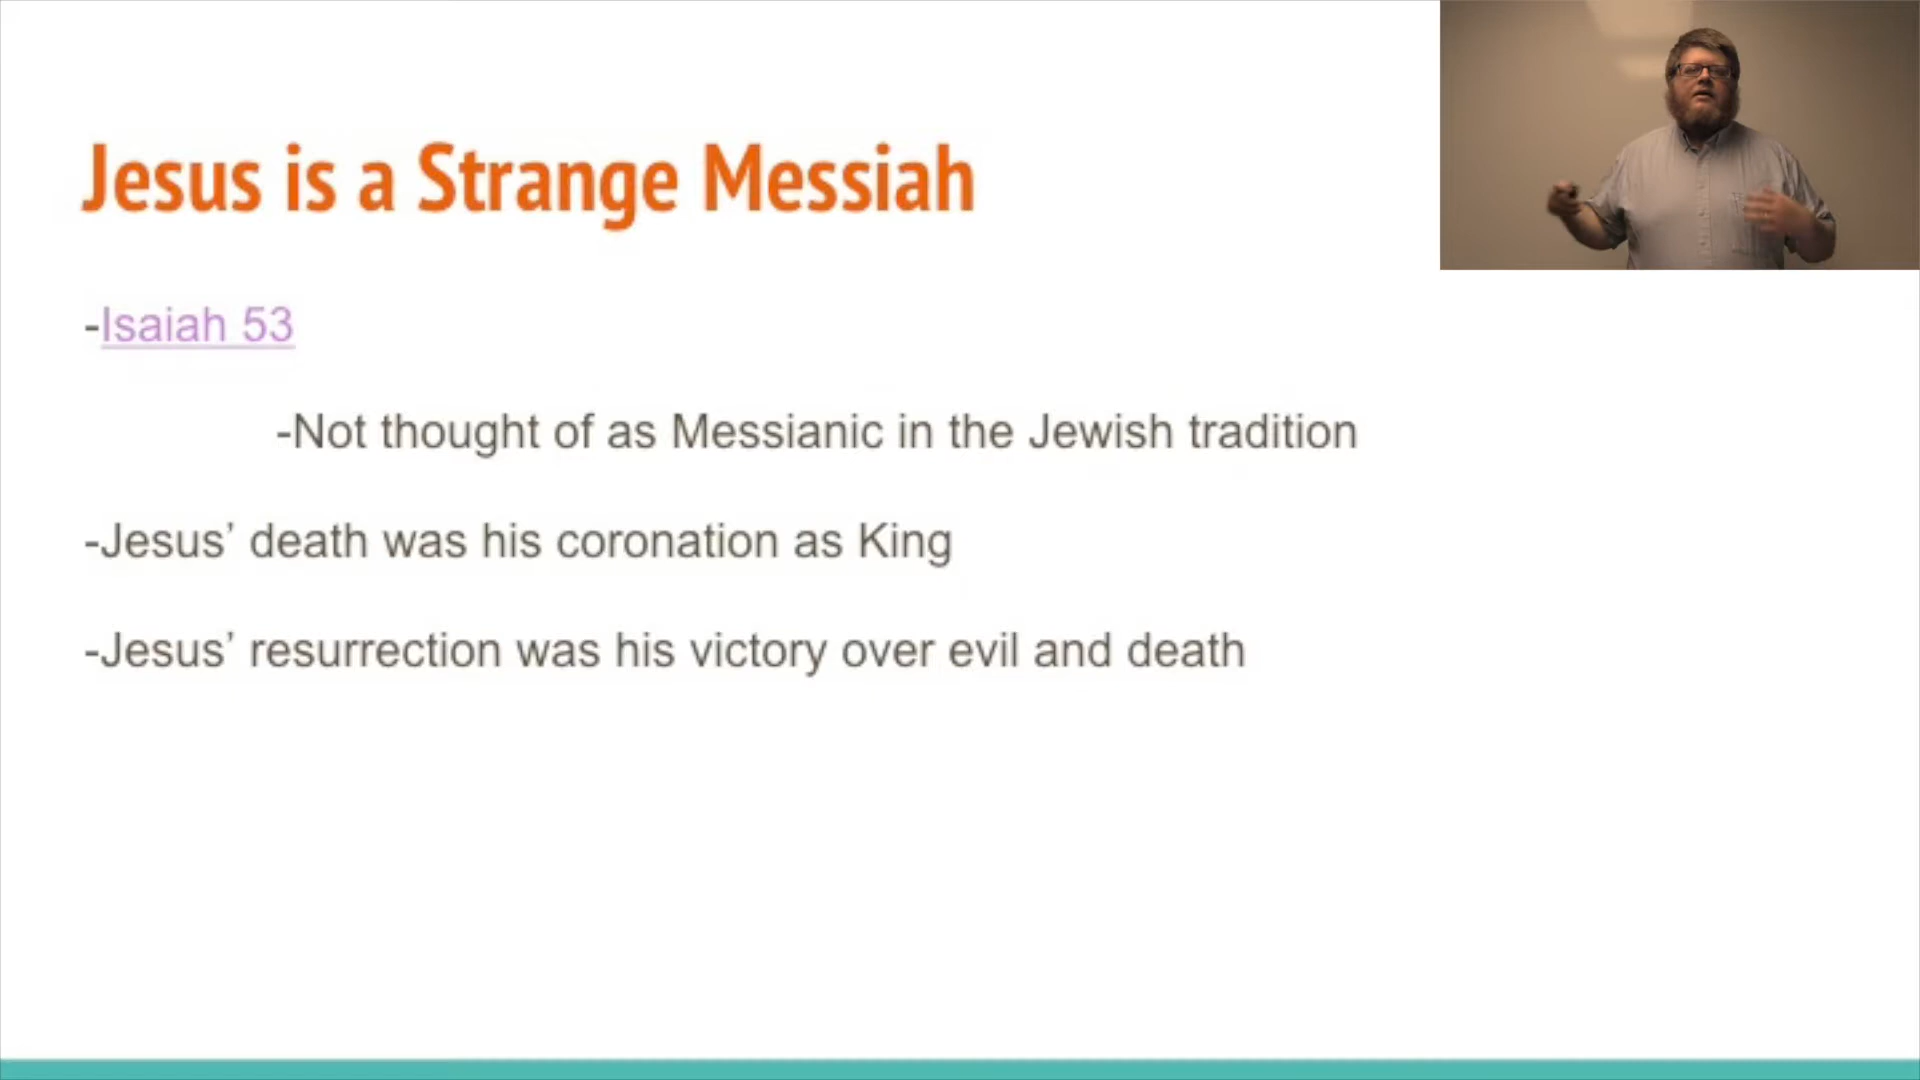 Jesus is a Strange Messiah
-Isaiah 53
-Not thought of as Messianic in the Jewish tradition
-Jesus’ death was his coronation as King
-Jesus’ resurrection was his victory over evil and death